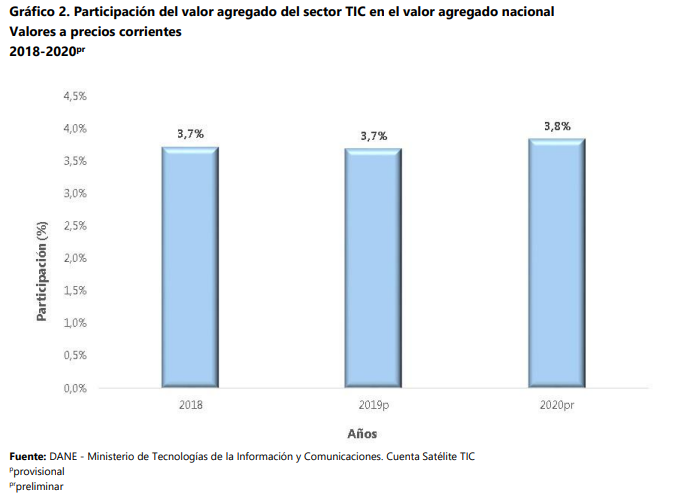 Gráfico 2. Participación del valor agregado del sector TIC en el valor agregado nacional
Valores a precios corrientes
2018-2020pr
4,5%
4,0%
3,5%
3,0%
2,5%
2,0%
1,5%
1,0%
0,5%
0,0%
Participación (%)
3,7%
3,7%
3,8%
2018
2019p
2020pr
Años
Fuente: DANE - Ministerio de Tecnologías de la Información y Comunicaciones. Cuenta Satélite TIC
pprovisional
prpreliminar